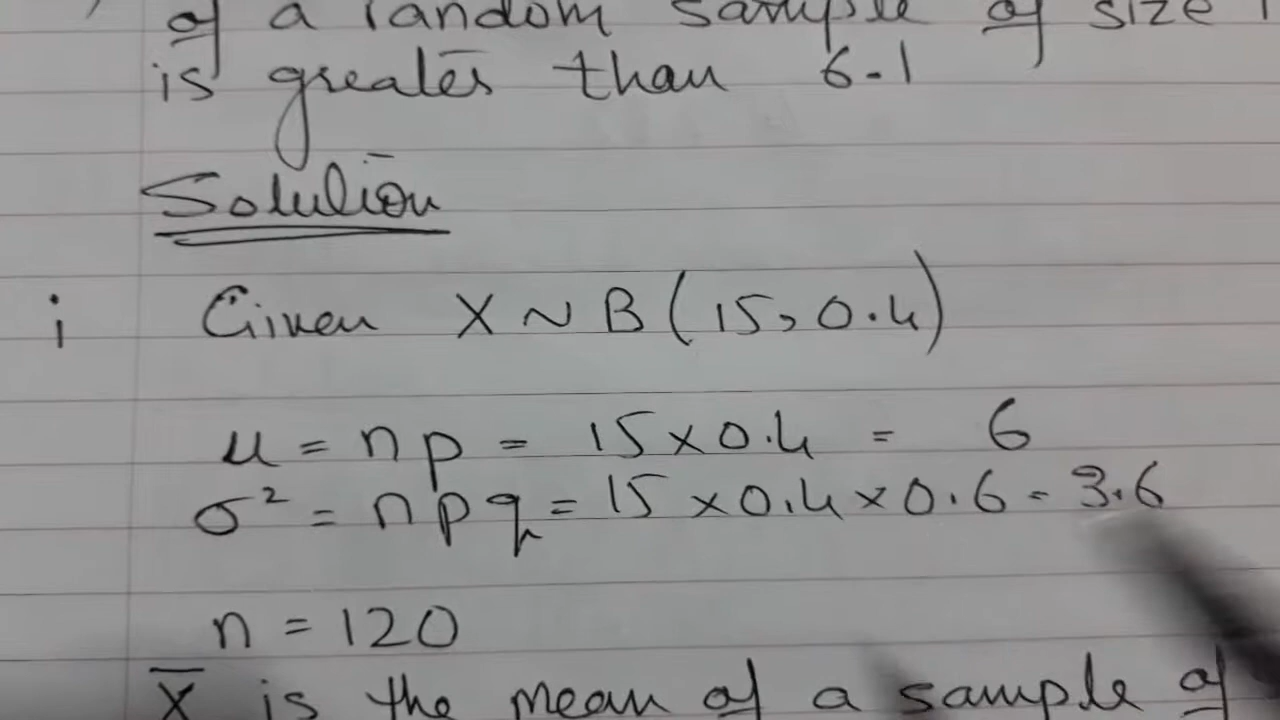 of a random sample of size
is greater than 6.1
Solution
i Given X ~ B(15, 0.4)
μ = np = 15 × 0.4 = 6
σ² = npq = 15 × 0.4 × 0.6 = 3.6
n = 120
X̅ is the mean of a sample of